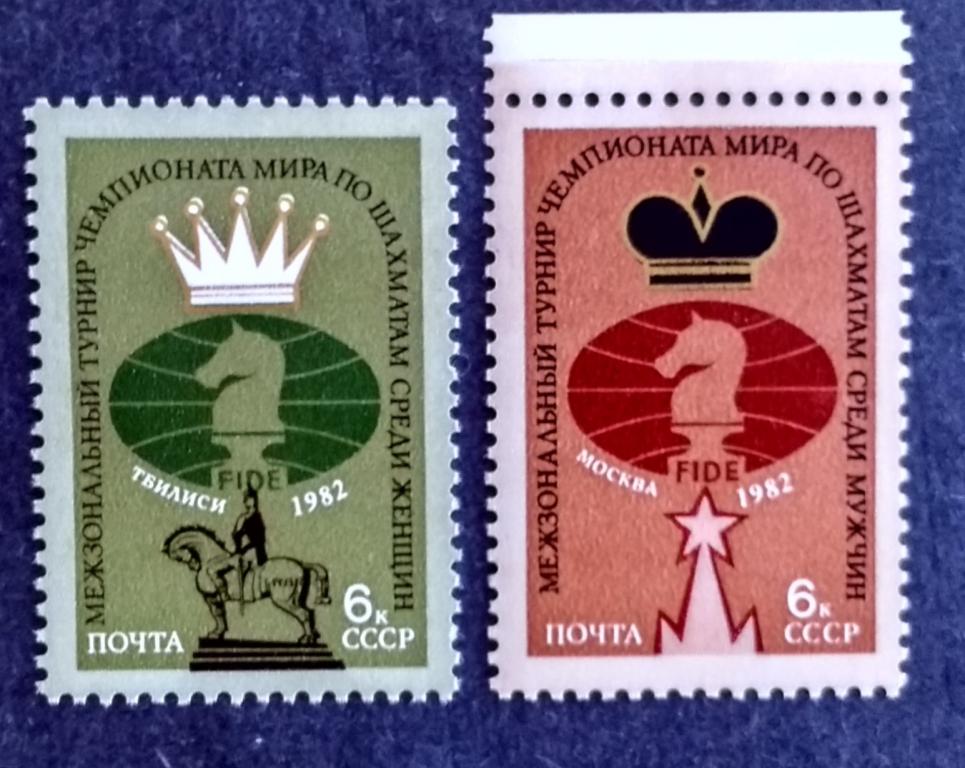 МЕЖЗОНАЛЬНЫЙ ТУРНИР ЧЕМПИОНАТА МИРА ПО ШАХМАТАМ СРЕДИ ЖЕНЩИН
FIDE
ТБИЛИСИ 1982
6к
ПОЧТА СССР
МЕЖЗОНАЛЬНЫЙ ТУРНИР ЧЕМПИОНАТА МИРА ПО ШАХМАТАМ СРЕДИ МУЖЧИН
FIDE
МОСКВА 1982
6к
ПОЧТА СССР